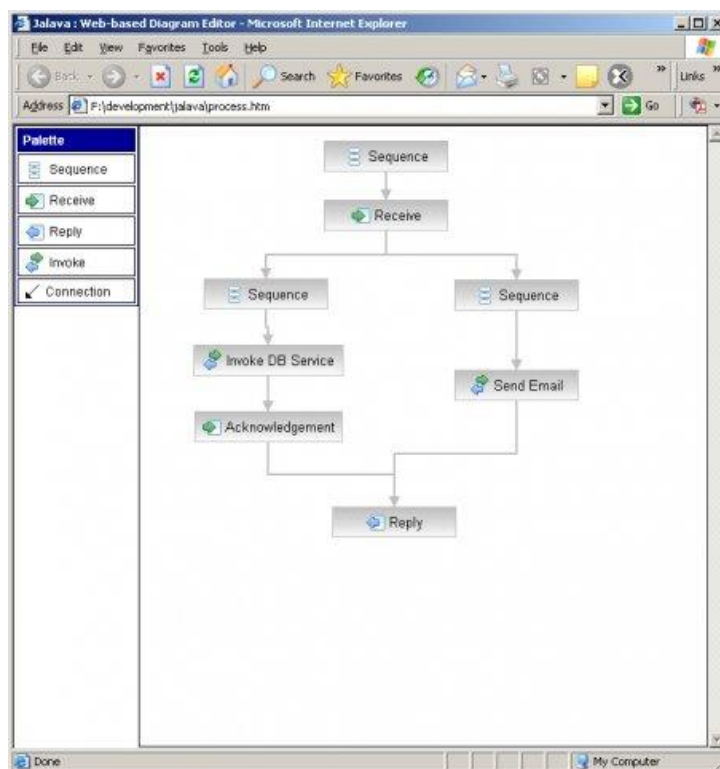 Jalava : Web-based Diagram Editor - Microsoft Internet Explorer
File Edit View Favorites Tools Help
Back Search Favorites Links
Address F:\development\jalava\process.htm Go
Palette
Sequence
Receive
Reply
Invoke
Connection
Sequence
Receive
Sequence Sequence
Invoke DB Service
Send Email
Acknowledgement
Reply
Done My Computer